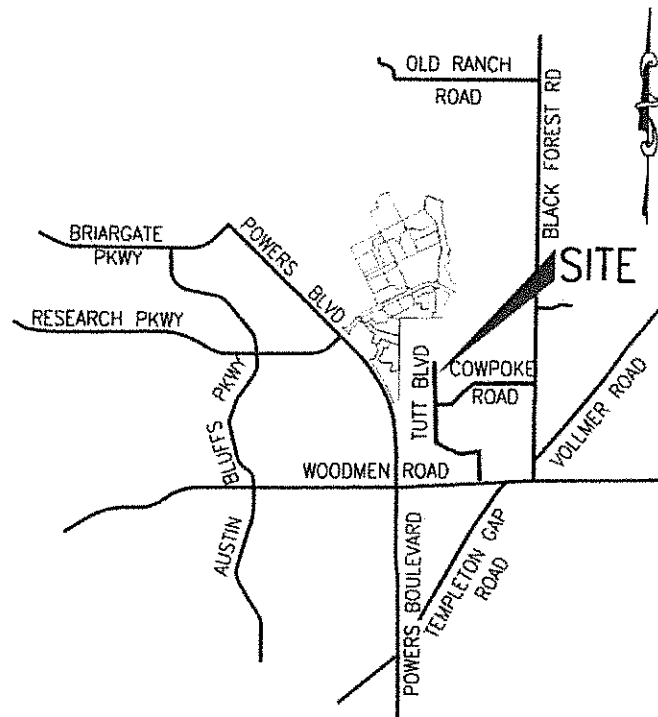 OLD RANCH
ROAD
BLACK FOREST RD
BRIARGATE
PKWY
POWERS BLVD
SITE
RESEARCH PKWY
TUTT BLVD
COWPOKE
ROAD
VOLLMER ROAD
BLUFFS PKWY
WOODMEN ROAD
AUSTIN
POWERS BOULEVARD
TEMPLETON GAP
ROAD